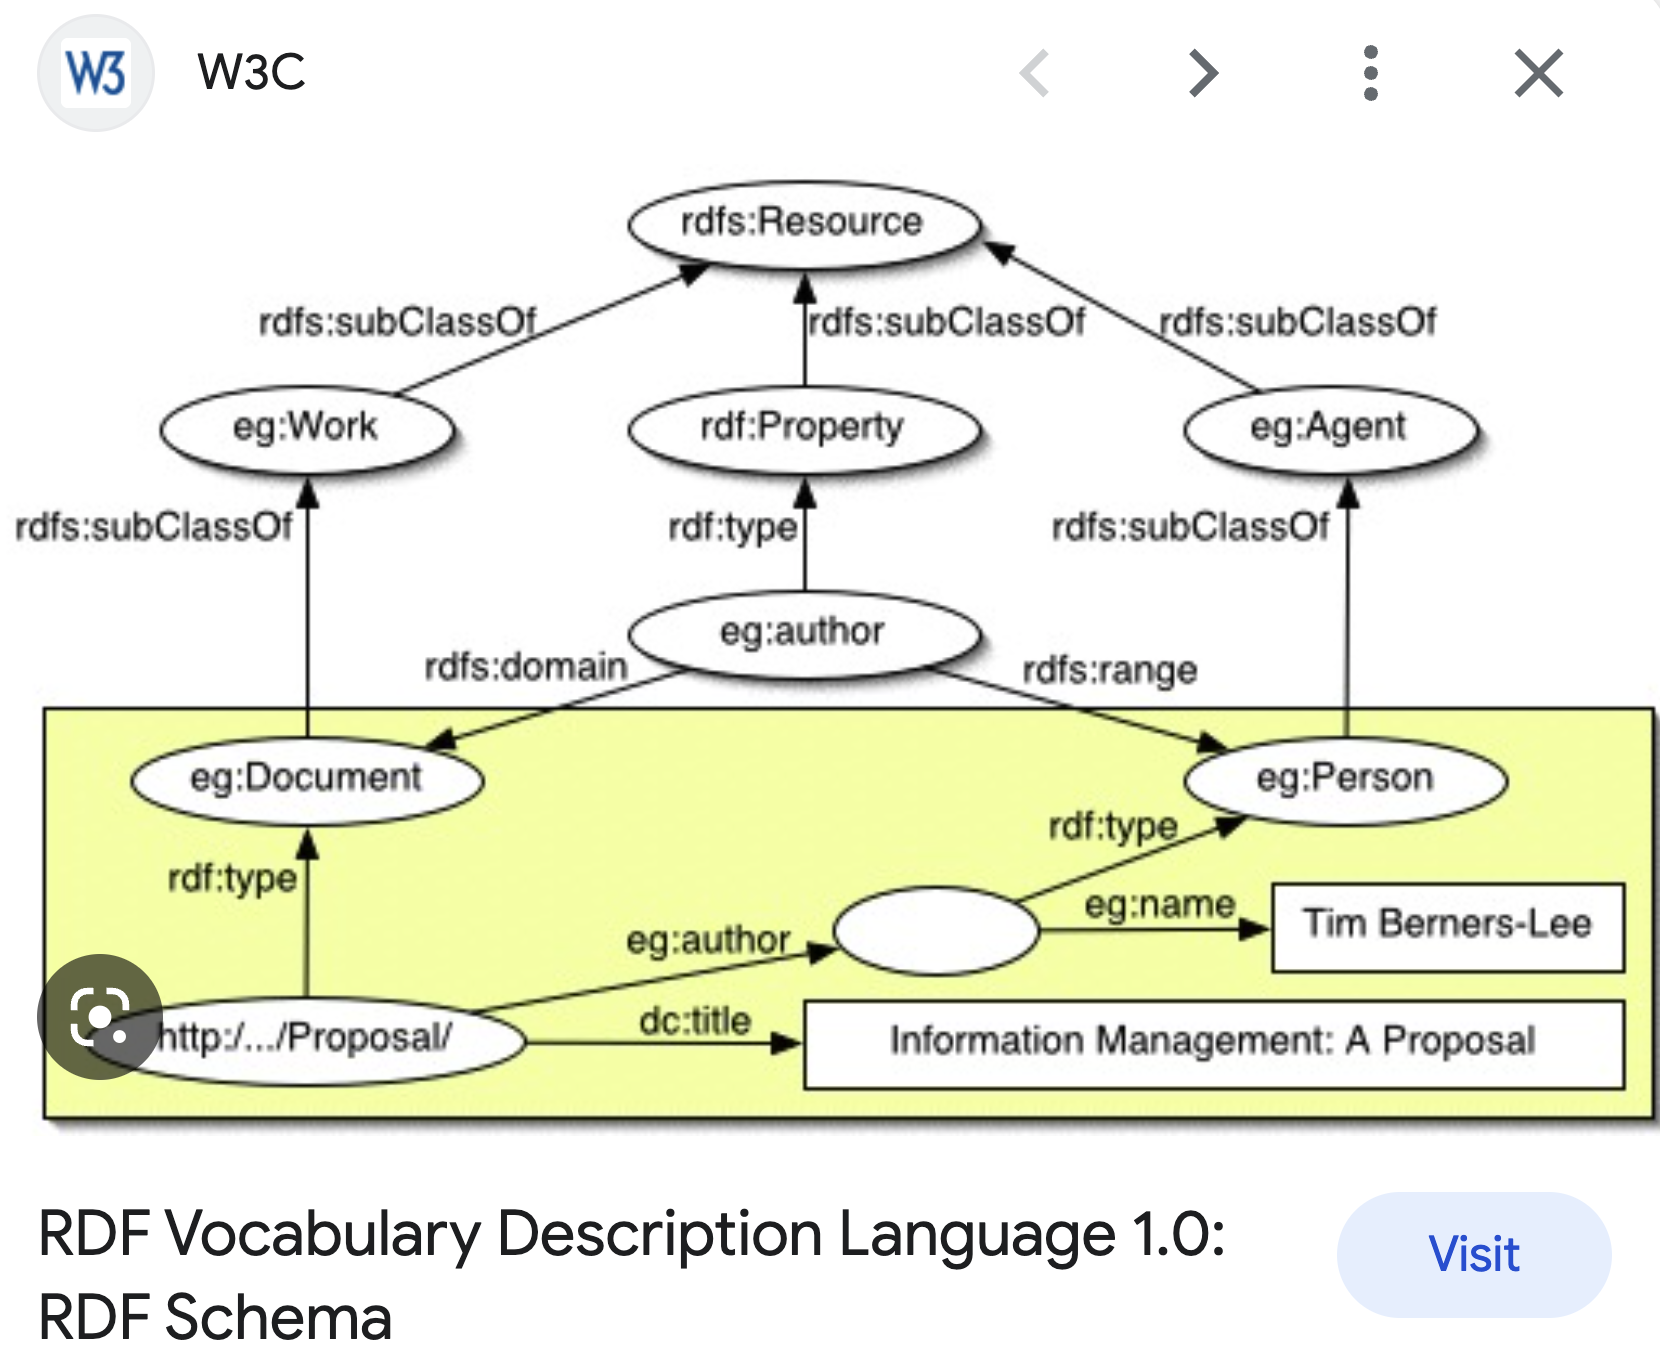 W3
W3C
rdfs:Resource
rdfs:subClassOf
rdfs:subClassOf
rdfs:subClassOf
eg:Work
rdf:Property
eg:Agent
rdfs:subClassOf
rdf:type
rdfs:subClassOf
eg:author
rdfs:domain
rdfs:range
eg:Document
eg:Person
rdf:type
rdf:type
eg:name
Tim Berners-Lee
eg:author
dc:title
http:/.../Proposal/
Information Management: A Proposal
RDF Vocabulary Description Language 1.0:
RDF Schema
Visit